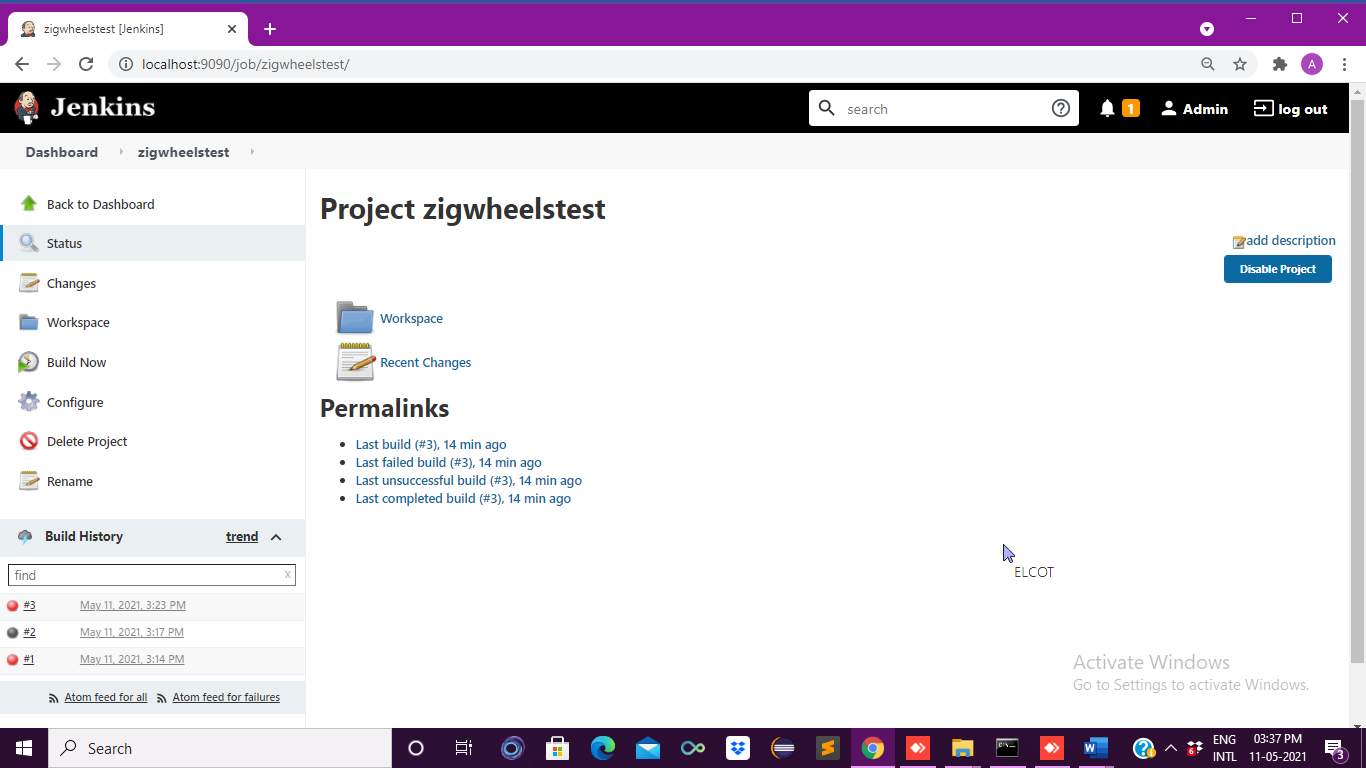 zigwheelstest [Jenkins]
localhost:9090/job/zigwheelstest/
A
Jenkins
search
1
Admin
log out
Dashboard
zigwheelstest
Back to Dashboard
Status
Changes
Workspace
Build Now
Configure
Delete Project
Rename
Project zigwheelstest
add description
Disable Project
Workspace
Recent Changes
Permalinks
Last build (#3), 14 min ago
Last failed build (#3), 14 min ago
Last unsuccessful build (#3), 14 min ago
Last completed build (#3), 14 min ago
Build History
trend
find
x
#3 May 11, 2021, 3:23 PM
#2 May 11, 2021, 3:17 PM
#1 May 11, 2021, 3:14 PM
Atom feed for all
Atom feed for failures
ELCOT
Activate Windows
Go to Settings to activate Windows.
Search
ENG
INTL
03:37 PM
11-05-2021
3